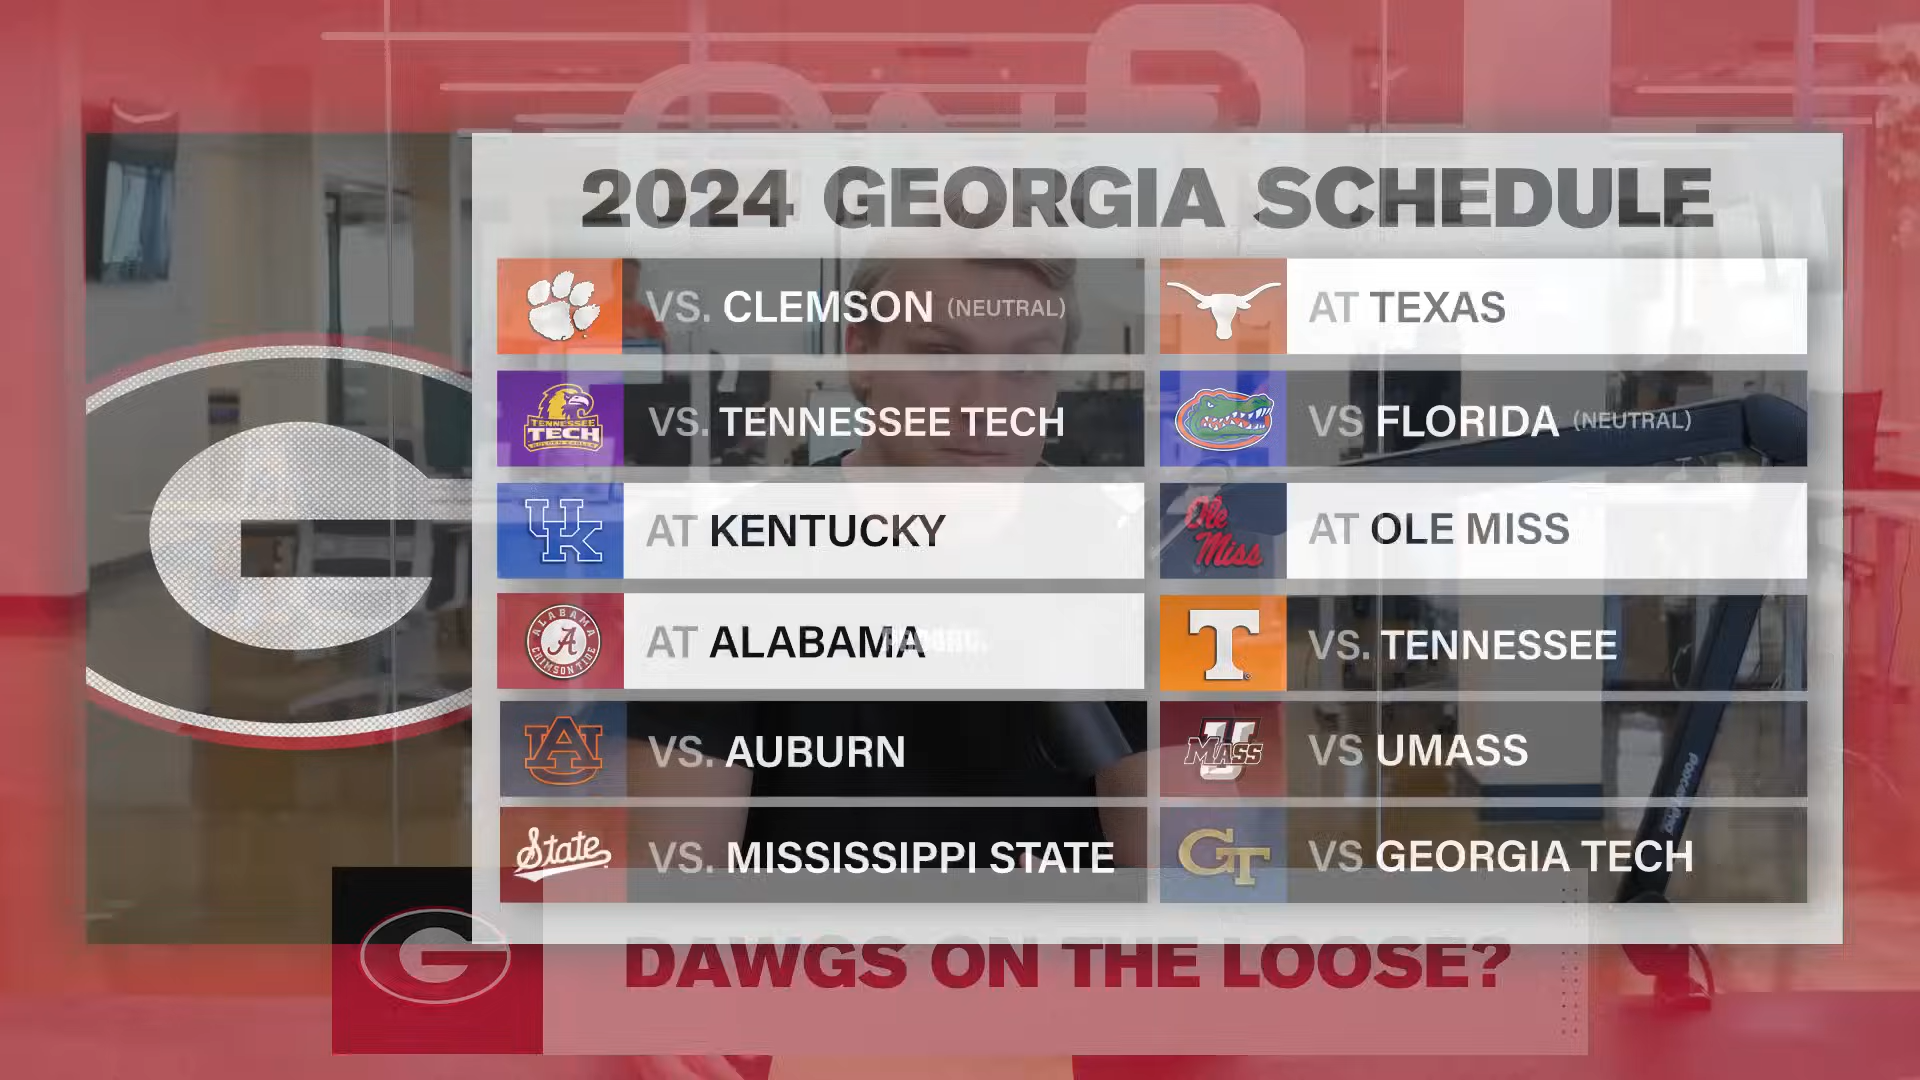 2024 GEORGIA SCHEDULE
VS. CLEMSON (NEUTRAL)
TENNESSEE TECH
VS. TENNESSEE TECH
UK
AT KENTUCKY
ALABAMA A CRIMSON TIDE
AT ALABAMA
AU
VS. AUBURN
State
VS. MISSISSIPPI STATE
AT TEXAS
VS FLORIDA (NEUTRAL)
Ole Miss
AT OLE MISS
T
VS. TENNESSEE
U MASS
VS UMASS
GT
VS GEORGIA TECH
G
G
DAWGS ON THE LOOSE?